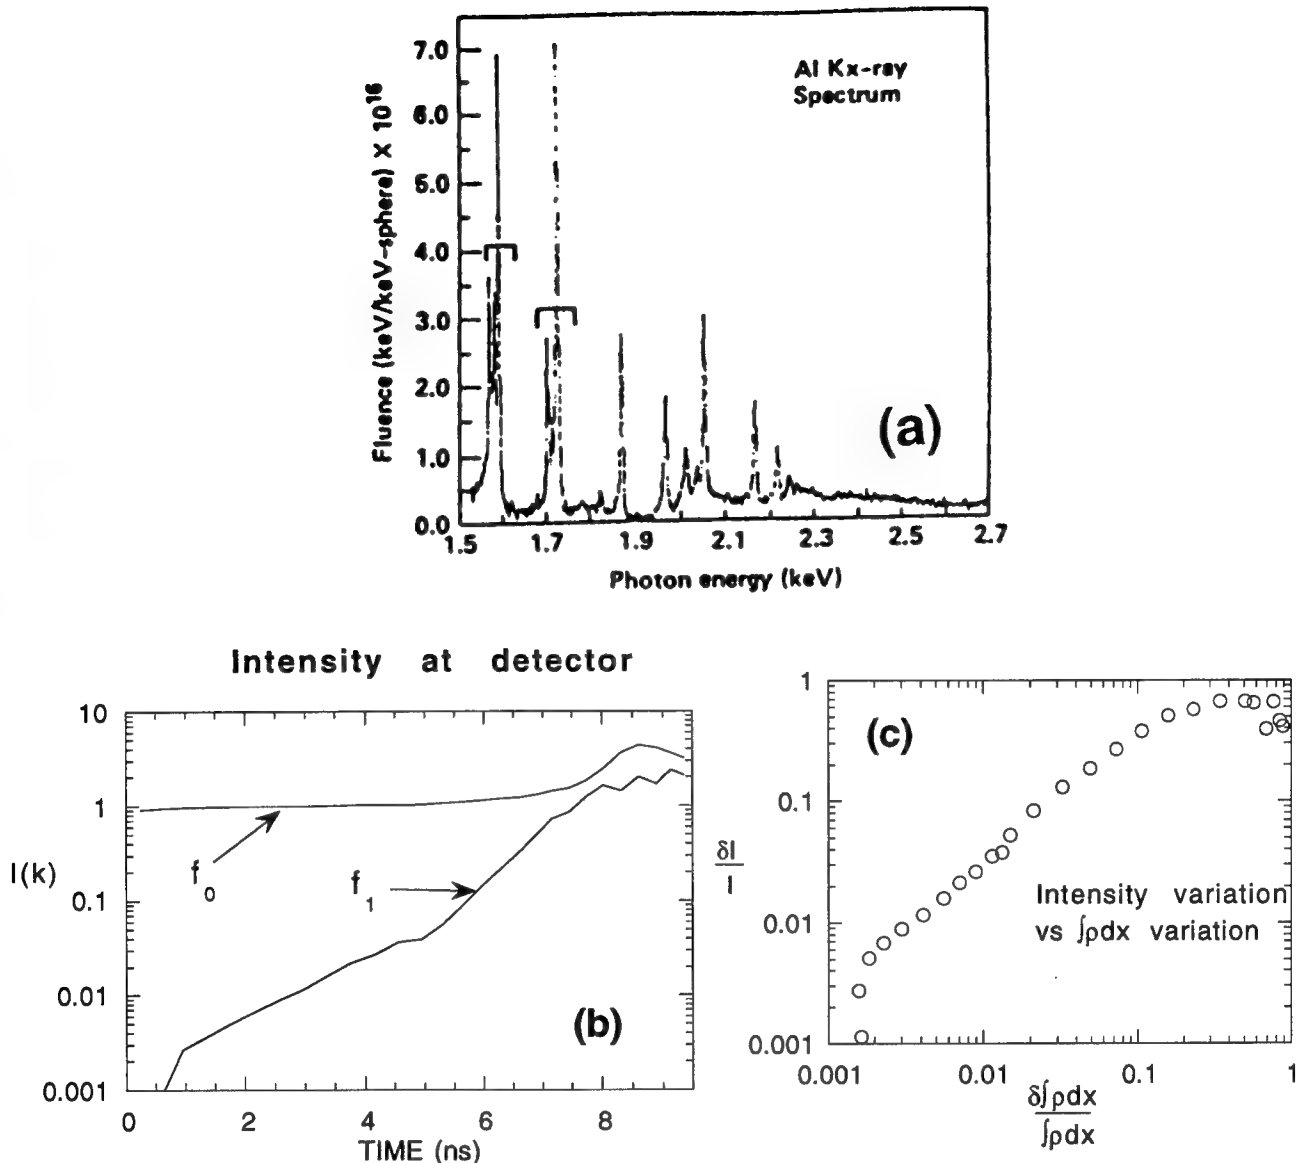 Al Kx-ray
Spectrum
Fluence (keV/keV-sphere) X 10^16
7.0
6.0
5.0
4.0
3.0
2.0
1.0
0.0
(a)
1.5 1.7 1.9 2.1 2.3 2.5 2.7
Photon energy (keV)
Intensity at detector
I(k)
10
1
0.1
0.01
0.001
f_0
f_1
(b)
0 2 4 6 8
TIME (ns)
δI
I
1
0.1
0.01
0.001
(c)
Intensity variation
vs ∫ρdx variation
0.001 0.01 0.1 1
δ∫ρdx
∫ρdx